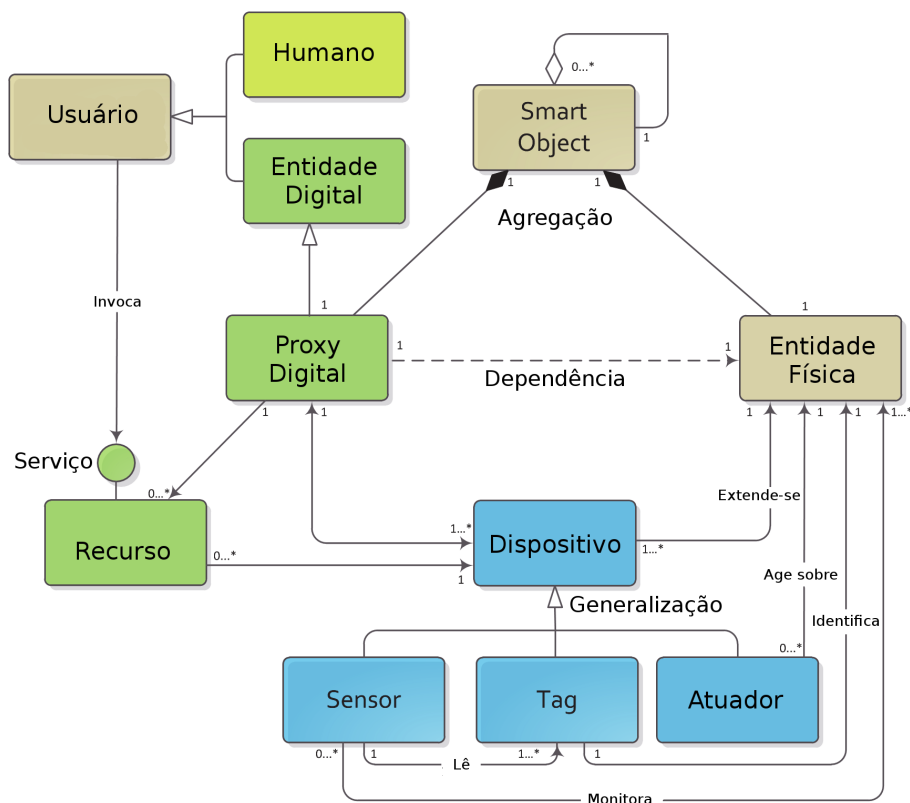 Humano
Usuário
0...*
Smart
Object
1
Entidade
Digital
1
1
Agregação
Invoca
1
1
Proxy
Digital
1
1
Entidade
Física
Dependência
1
1
1
1
1
1...*
Serviço
0...*
Extende-se
1...*
Recurso
Dispositivo
0...*
1...*
1
Age sobre
Generalização
Identifica
0...*
Sensor
Tag
Atuador
0...*
1
1...*
1
Lê
Monitora